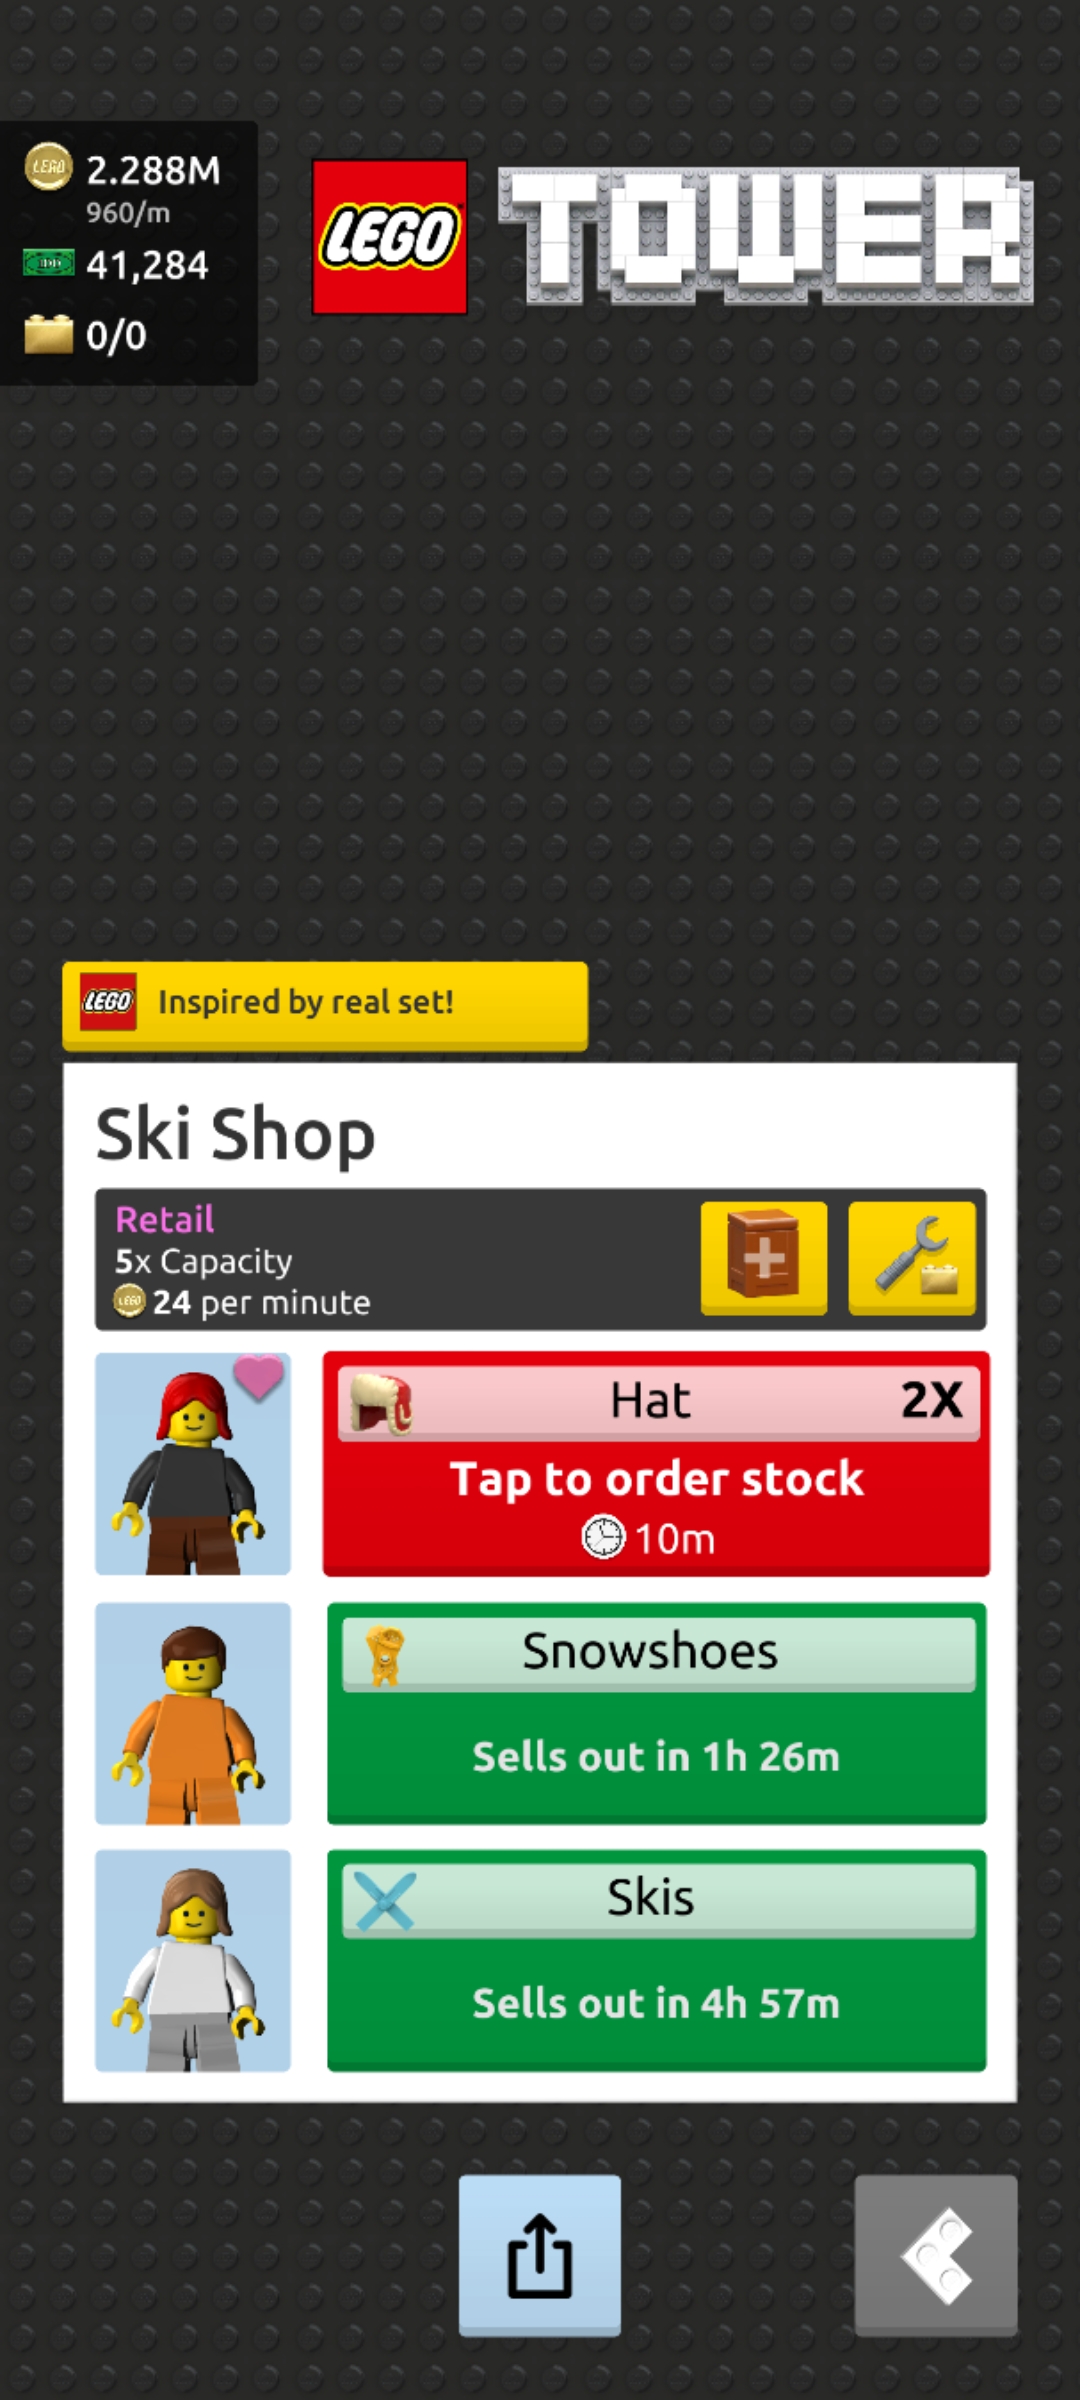 2.288M
960/m
41,284
0/0
LEGO TOWER
LEGO Inspired by real set!
Ski Shop
Retail
5x Capacity
24 per minute
Hat 2X
Tap to order stock
10m
Snowshoes
Sells out in 1h 26m
Skis
Sells out in 4h 57m